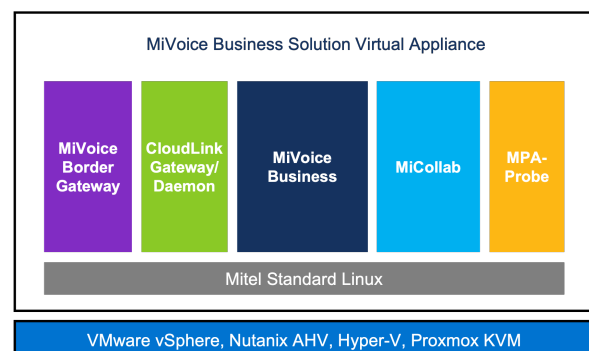 MiVoice Business Solution Virtual Appliance
MiVoice
Border
Gateway
CloudLink
Gateway/
Daemon
MiVoice
Business
MiCollab
MPA-
Probe
Mitel Standard Linux
VMware vSphere, Nutanix AHV, Hyper-V, Proxmox KVM